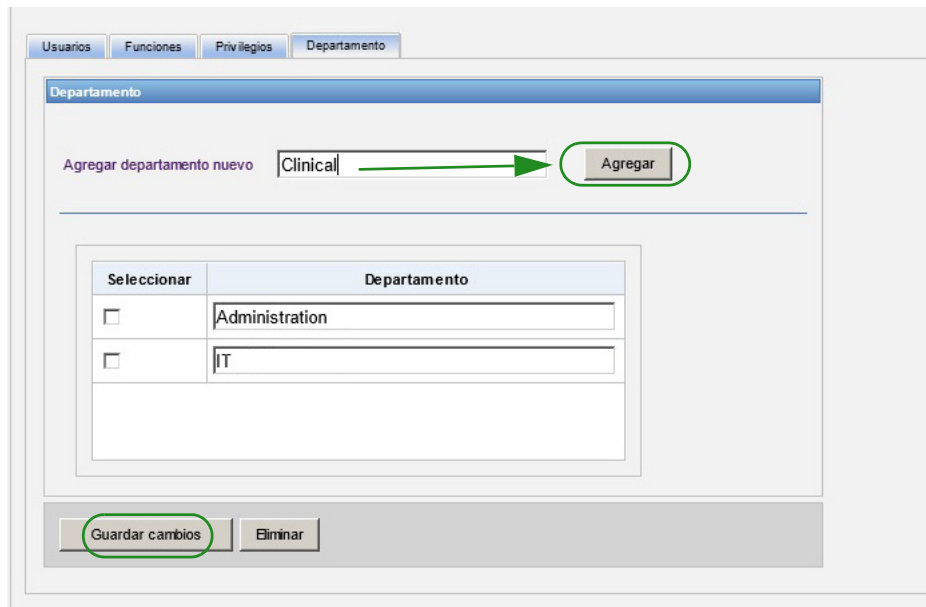 Usuarios Funciones Privilegios Departamento
Departamento
Agregar departamento nuevo Clinical Agregar
Seleccionar Departamento
Administration
IT
Guardar cambios Eliminar